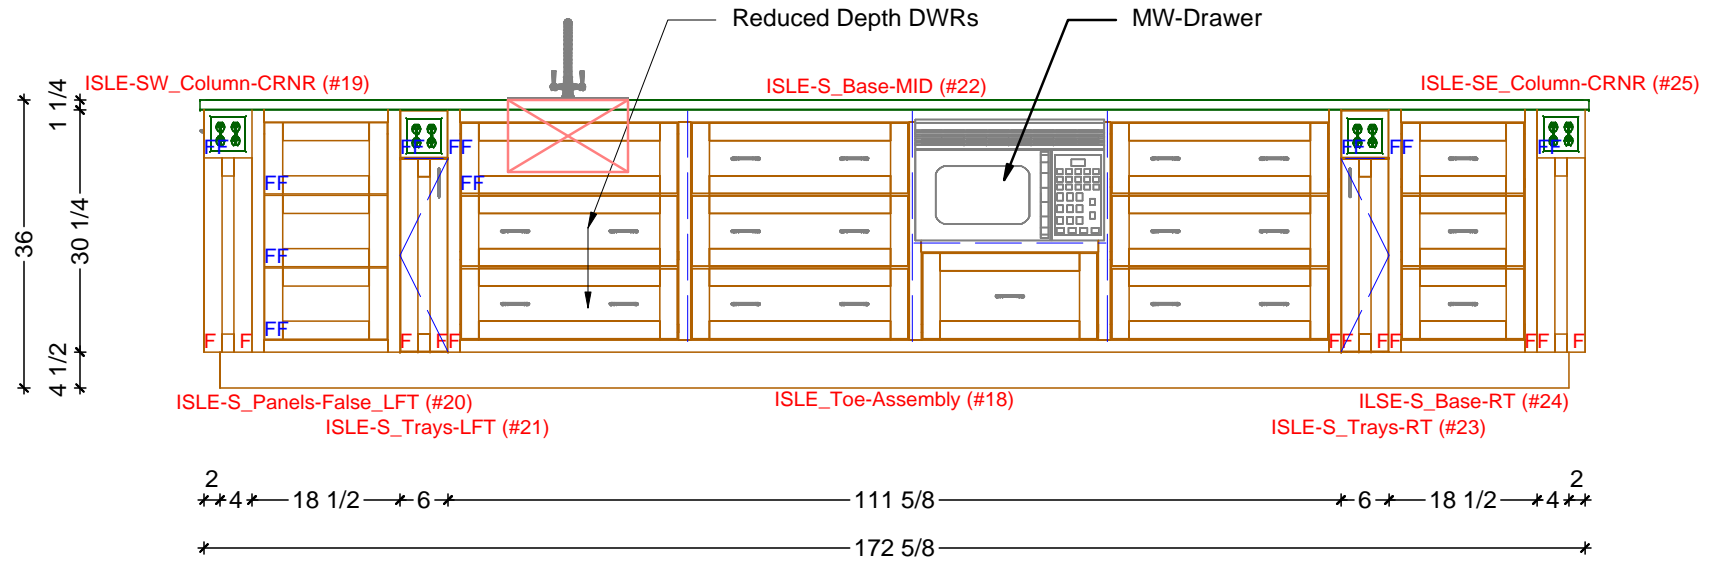 Reduced Depth DWRs
MW-Drawer
ISLE-SW_Column-CRNR (#19)
ISLE-S_Base-MID (#22)
ISLE-SE_Column-CRNR (#25)
1 1/4
36
30 1/4
4 1/2
FF FF FF FF FF FF
FF FF
FF
FF
F F F FF FF FF FF F
ISLE-S_Panels-False_LFT (#20)
ISLE_Toe-Assembly (#18)
ILSE-S_Base-RT (#24)
ISLE-S_Trays-LFT (#21)
ISLE-S_Trays-RT (#23)
2
2
4
18 1/2
6
111 5/8
6
18 1/2
4
172 5/8